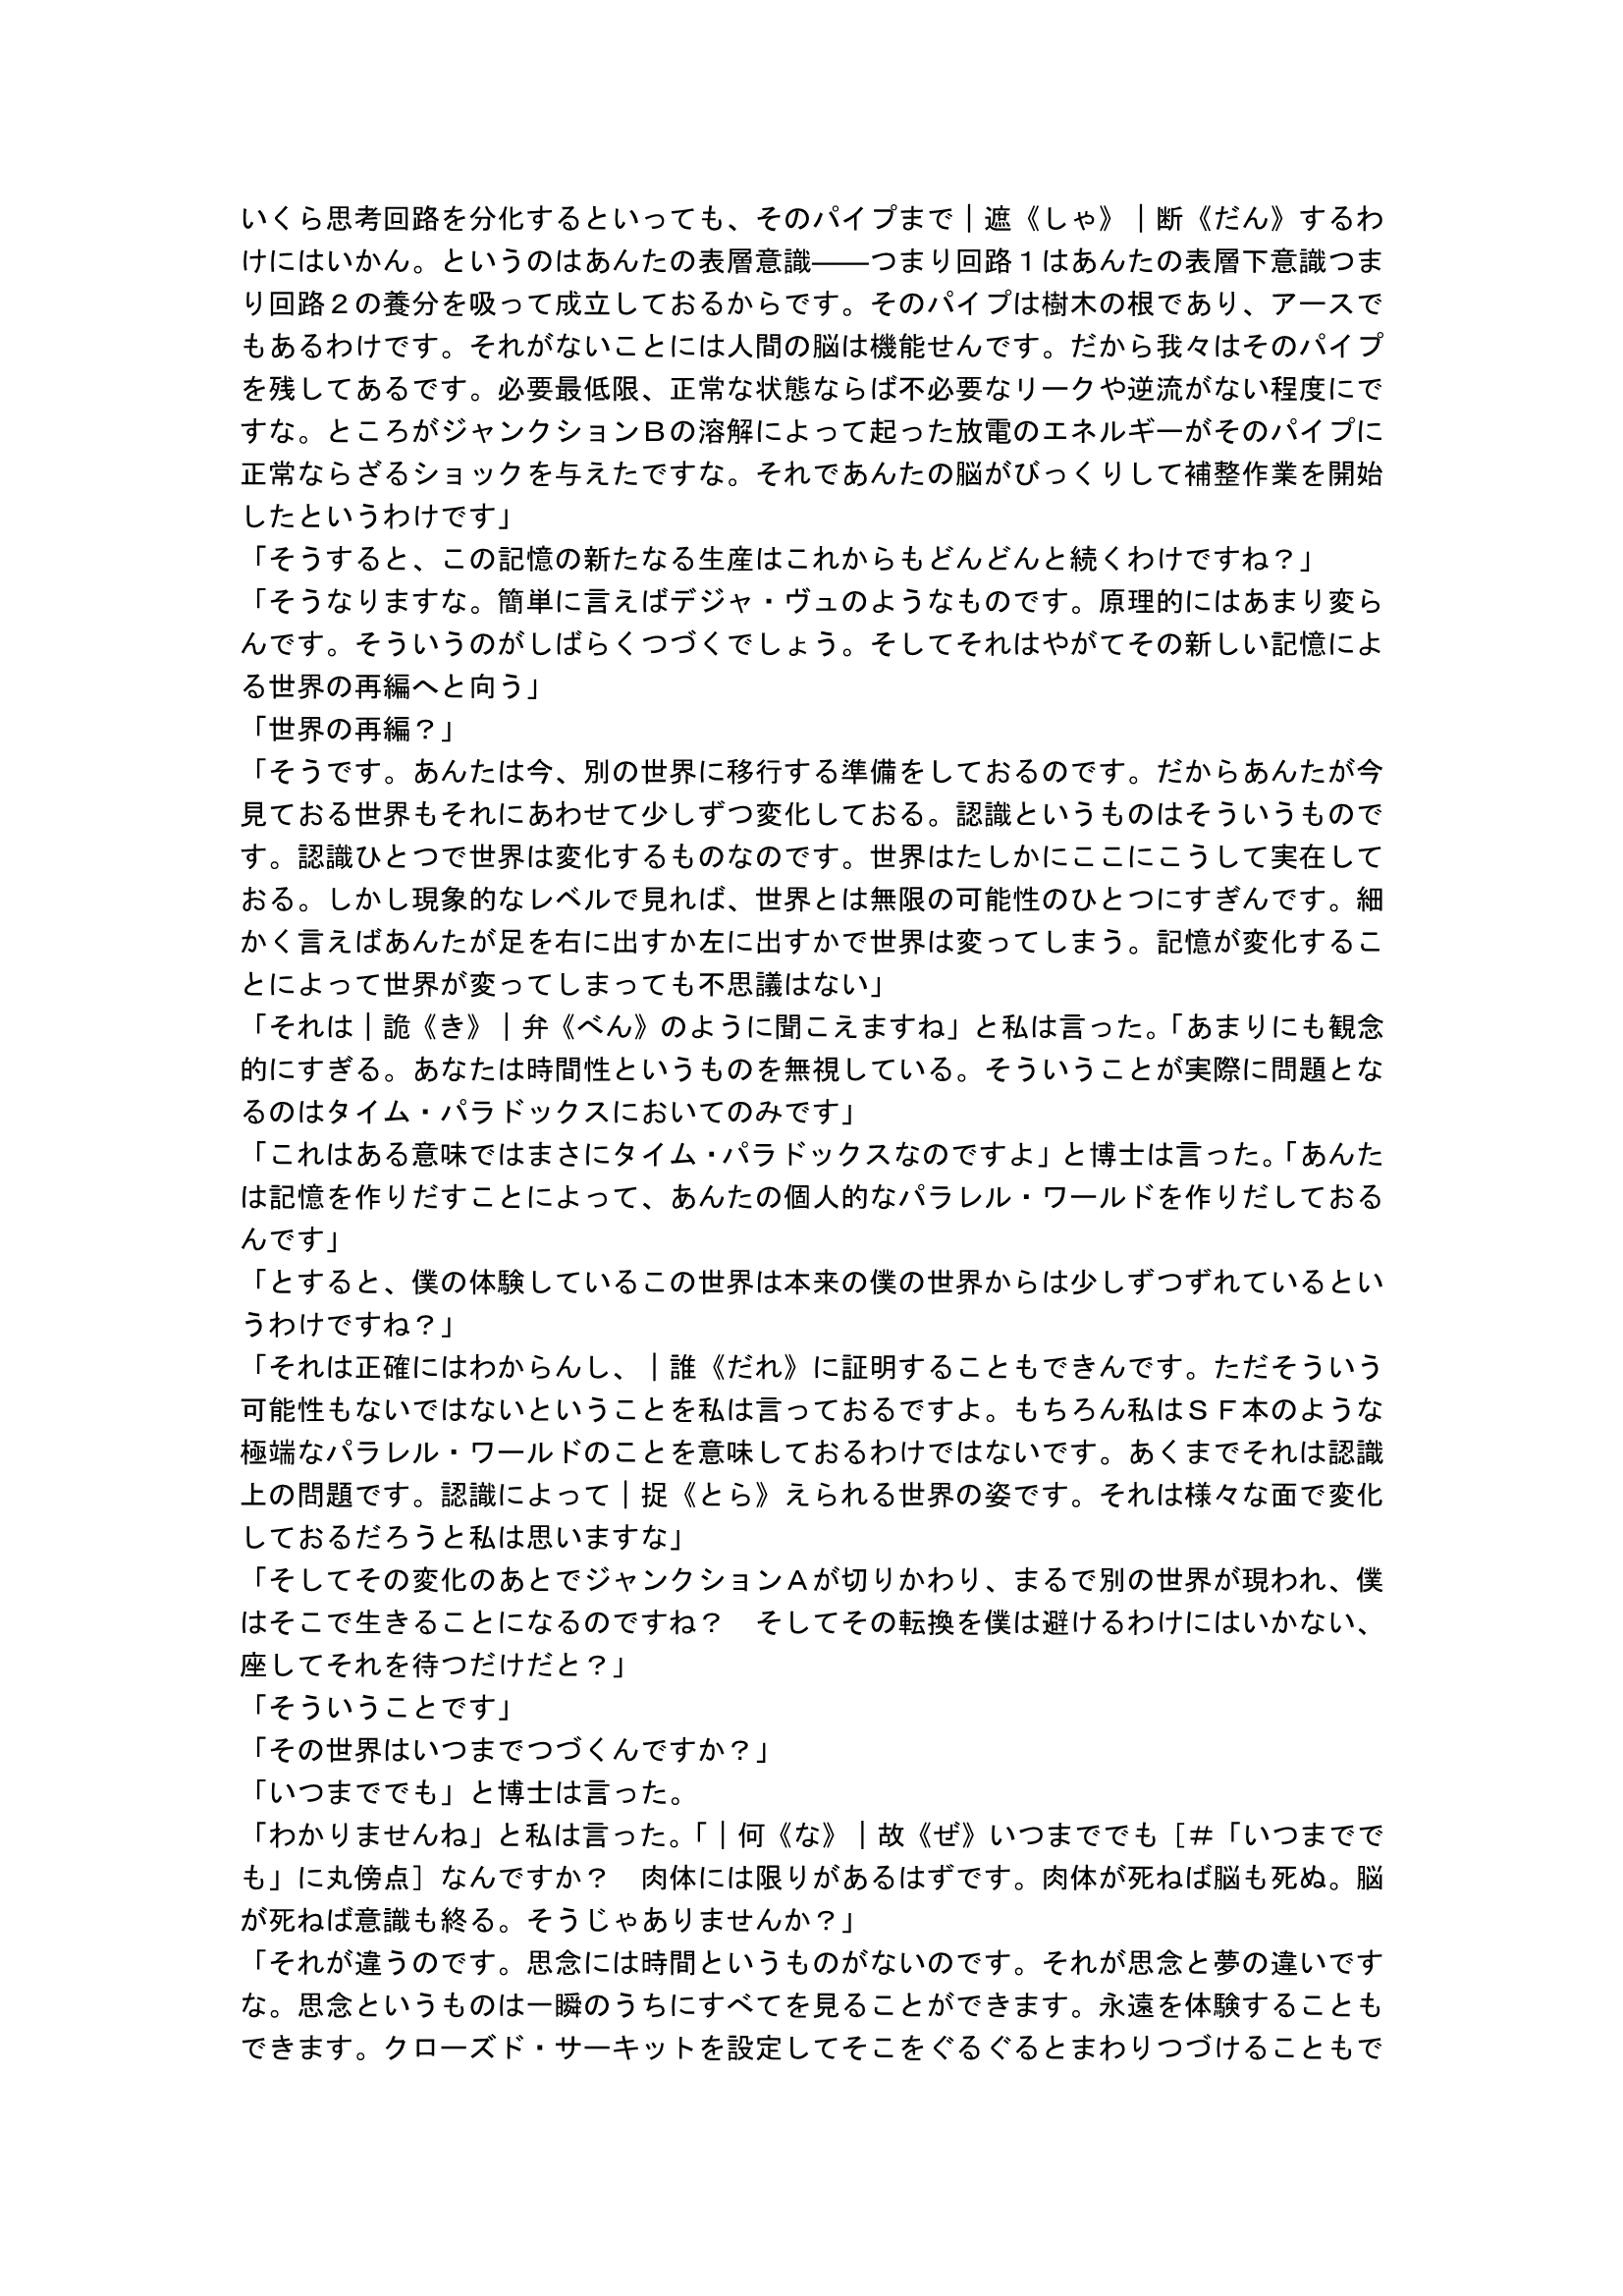 いくら思考回路を分化するといっても、そのパイプまで｜遮《しゃ》｜断《だん》するわ
けにはいかん。というのはあんたの表層意識――つまり回路１はあんたの表層下意識つま
り回路２の養分を吸って成立しておるからです。そのパイプは樹木の根であり、アースで
もあるわけです。それがないことには人間の脳は機能せんです。だから我々はそのパイプ
を残してあるです。必要最低限、正常な状態ならば不必要なリークや逆流がない程度にで
すな。ところがジャンクションＢの溶解によって起った放電のエネルギーがそのパイプに
正常ならざるショックを与えたですな。それであんたの脳がびっくりして補整作業を開始
したというわけです」
「そうすると、この記憶の新たなる生産はこれからもどんどんと続くわけですね？」
「そうなりますな。簡単に言えばデジャ・ヴュのようなものです。原理的にはあまり変ら
んです。そういうのがしばらくつづくでしょう。そしてそれはやがてその新しい記憶によ
る世界の再編へと向う」
「世界の再編？」
「そうです。あんたは今、別の世界に移行する準備をしておるのです。だからあんたが今
見ておる世界もそれにあわせて少しずつ変化しておる。認識というものはそういうもので
す。認識ひとつで世界は変化するものなのです。世界はたしかにここにこうして実在して
おる。しかし現象的なレベルで見れば、世界とは無限の可能性のひとつにすぎんです。細
かく言えばあんたが足を右に出すか左に出すかで世界は変ってしまう。記憶が変化するこ
とによって世界が変ってしまっても不思議はない」
「それは｜詭《き》｜弁《べん》のように聞こえますね」と私は言った。「あまりにも観念
的にすぎる。あなたは時間性というものを無視している。そういうことが実際に問題とな
るのはタイム・パラドックスにおいてのみです」
「これはある意味ではまさにタイム・パラドックスなのですよ」と博士は言った。「あんた
は記憶を作りだすことによって、あんたの個人的なパラレル・ワールドを作りだしておる
んです」
「とすると、僕の体験しているこの世界は本来の僕の世界からは少しずつずれているとい
うわけですね？」
「それは正確にはわからんし、｜誰《だれ》に証明することもできんです。ただそういう
可能性もないではないということを私は言っておるですよ。もちろん私はＳＦ本のような
極端なパラレル・ワールドのことを意味しておるわけではないです。あくまでそれは認識
上の問題です。認識によって｜捉《とら》えられる世界の姿です。それは様々な面で変化
しておるだろうと私は思いますな」
「そしてその変化のあとでジャンクションＡが切りかわり、まるで別の世界が現われ、僕
はそこで生きることになるのですね？　そしてその転換を僕は避けるわけにはいかない、
座してそれを待つだけだと？」
「そういうことです」
「その世界はいつまでつづくんですか？」
「いつまででも」と博士は言った。
「わかりませんね」と私は言った。「｜何《な》｜故《ぜ》いつまででも［＃「いつまでで
も」に丸傍点］なんですか？　肉体には限りがあるはずです。肉体が死ねば脳も死ぬ。脳
が死ねば意識も終る。そうじゃありませんか？」
「それが違うのです。思念には時間というものがないのです。それが思念と夢の違いです
な。思念というものは一瞬のうちにすべてを見ることができます。永遠を体験することも
できます。クローズド・サーキットを設定してそこをぐるぐるとまわりつづけることもで